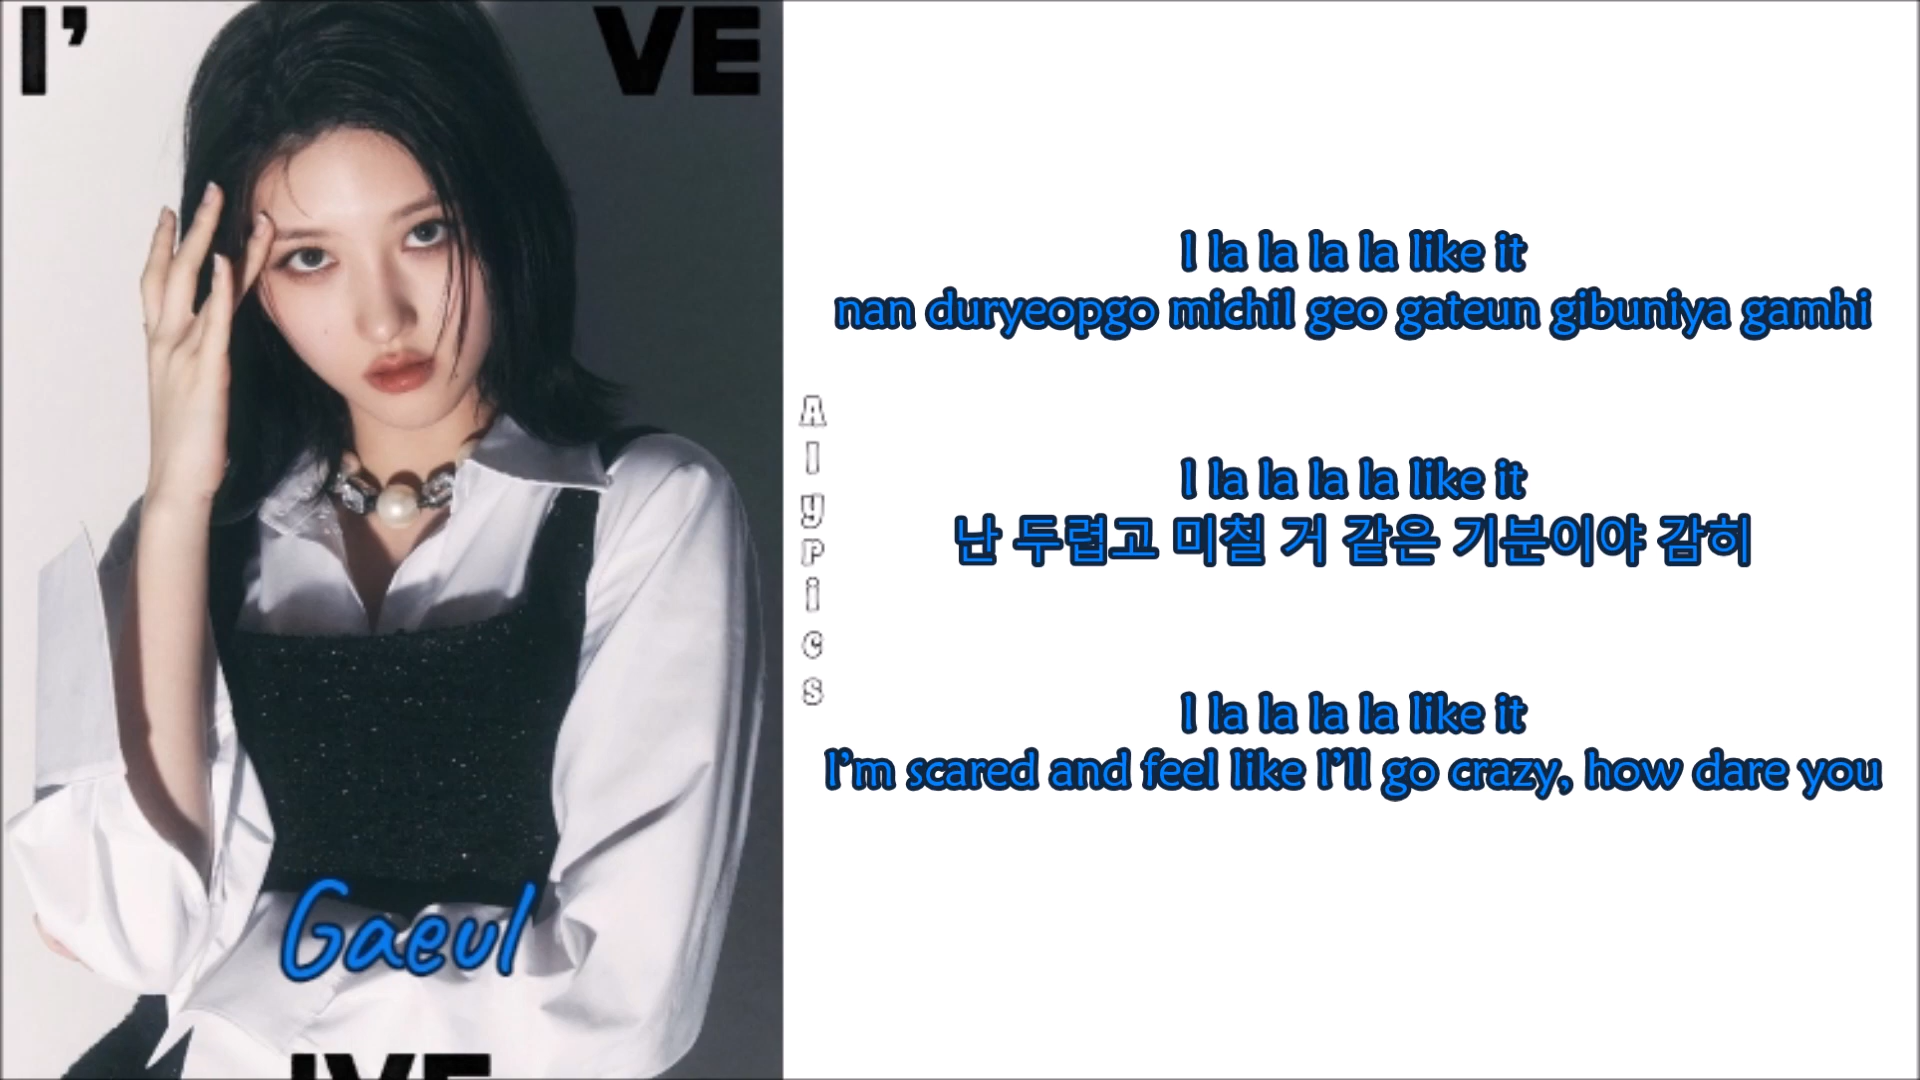 I' VE
I la la la la like it
nan duryeopgo michil geo gateun gibuniya gamhi
I la la la la like it
난 두렵고 미칠 거 같은 기분이야 감히
I la la la la like it
I'm scared and feel like I'll go crazy, how dare you
Alypics
Gaeul
IVE